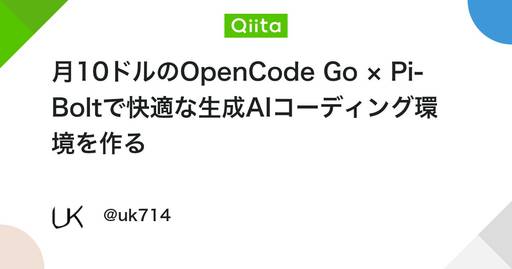 Qiita
月10ドルのOpenCode Go × Pi-
Boltで快適な生成AIコーディング環
境を作る
UK
@uk714